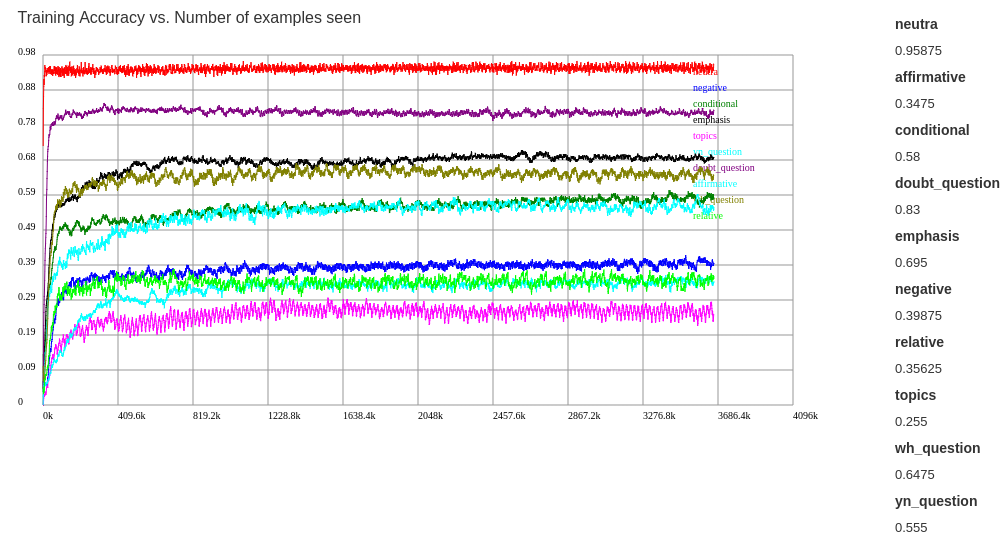 Training Accuracy vs. Number of examples seen
0.98
0.88
0.78
0.68
0.59
0.49
0.39
0.29
0.19
0.09
0
0k
409.6k
819.2k
1228.8k
1638.4k
2048k
2457.6k
2867.2k
3276.8k
3686.4k
4096k
neutra
negative
conditional
emphasis
topics
yn_question
doubt_question
affirmative
wh_question
relative
neutra
0.95875
affirmative
0.3475
conditional
0.58
doubt_question
0.83
emphasis
0.695
negative
0.39875
relative
0.35625
topics
0.255
wh_question
0.6475
yn_question
0.555